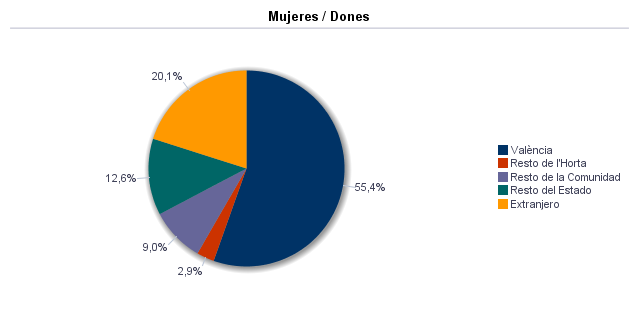 Mujeres / Dones
20,1%
12,6%
55,4%
9,0%
2,9%
València
Resto de l'Horta
Resto de la Comunidad
Resto del Estado
Extranjero